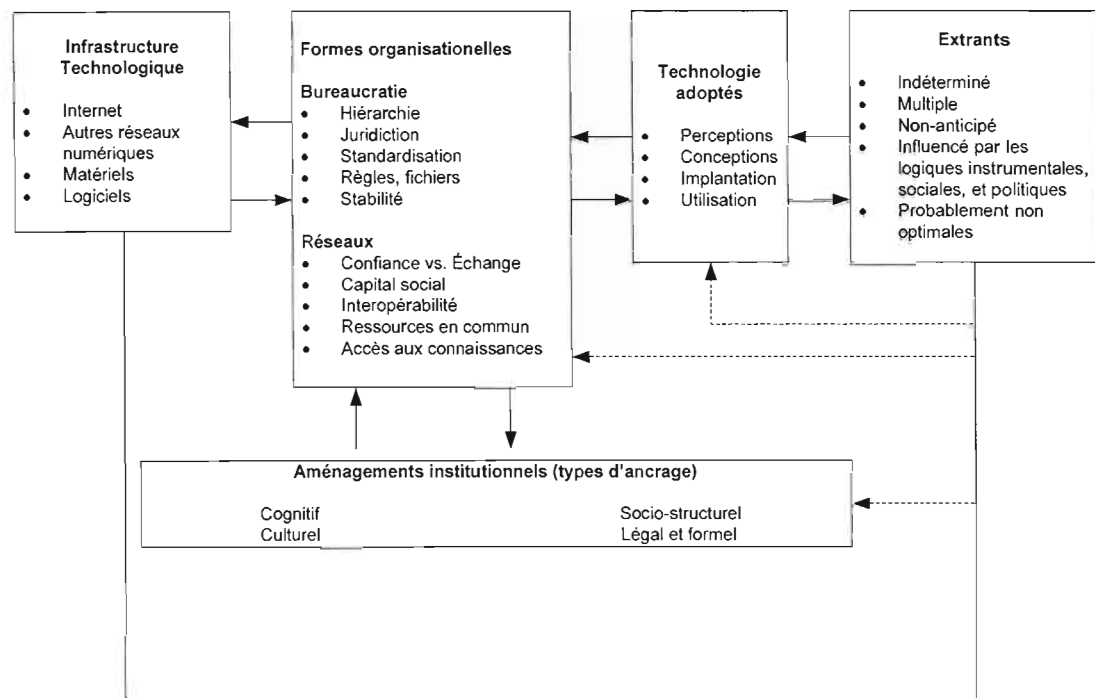 Infrastructure
Technologique
• Internet
• Autres réseaux
numériques
• Matériels
• Logiciels
Formes organisationelles
Bureaucratie
• Hiérarchie
• Juridiction
• Standardisation
• Règles, fichiers
• Stabilité
Réseaux
• Confiance vs. Échange
• Capital social
• Interopérabilité
• Ressources en commun
• Accès aux connaissances
Technologie
adoptés
• Perceptions
• Conceptions
• Implantation
• Utilisation
Extrants
• Indéterminé
• Multiple
• Non-anticipé
• Influencé par les
logiques instrumentales,
sociales, et politiques
• Probablement non
optimales
Aménagements institutionnels (types d'ancrage)
Cognitif
Culturel
Socio-structurel
Légal et formel